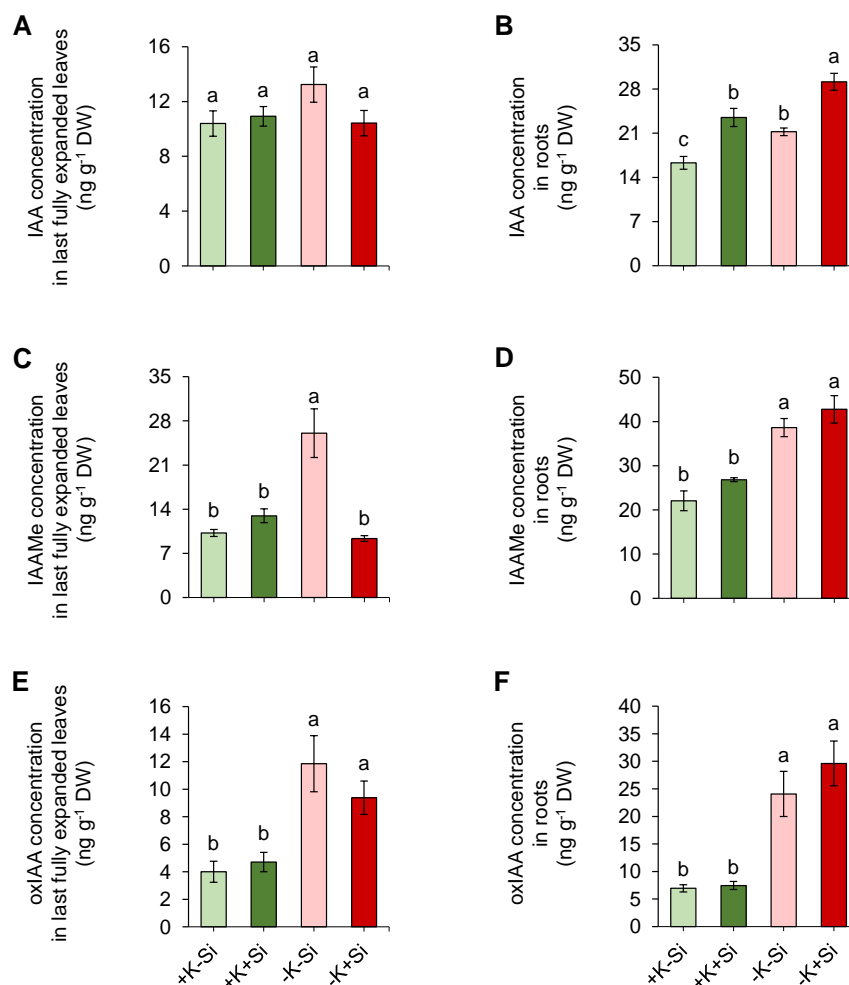 A
IAA concentration
in last fully expanded leaves
(ng g-1 DW)
16
12
8
4
0
a
a
a
a
B
IAA concentration
in roots
(ng g-1 DW)
35
28
21
14
7
0
c
b
b
a
C
IAAMe concentration
in last fully expanded leaves
(ng g-1 DW)
35
28
21
14
7
0
b
b
a
b
D
IAAMe concentration
in roots
(ng g-1 DW)
50
40
30
20
10
0
b
b
a
a
E
oxIAA concentration
in last fully expanded leaves
(ng g-1 DW)
16
14
12
10
8
6
4
2
0
b
b
a
a
+K-Si
+K+Si
-K-Si
-K+Si
F
oxIAA concentration
in roots
(ng g-1 DW)
40
35
30
25
20
15
10
5
0
b
b
a
a
+K-Si
+K+Si
-K-Si
-K+Si